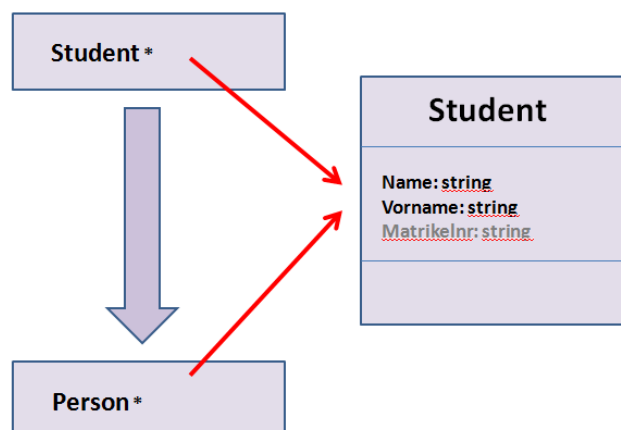 Student *
Student
Name: string
Vorname: string
Matrikelnr: string
Person *